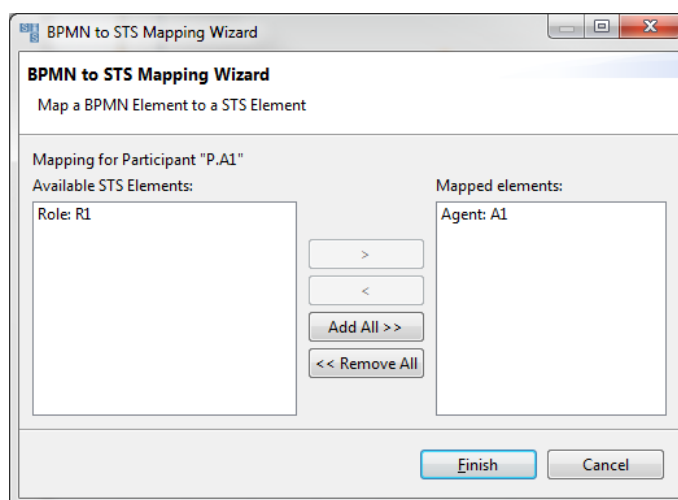 BPMN to STS Mapping Wizard
BPMN to STS Mapping Wizard
Map a BPMN Element to a STS Element
Mapping for Participant "P.A1"
Available STS Elements:
Role: R1
>
<
Add All >>
<< Remove All
Mapped elements:
Agent: A1
Finish
Cancel